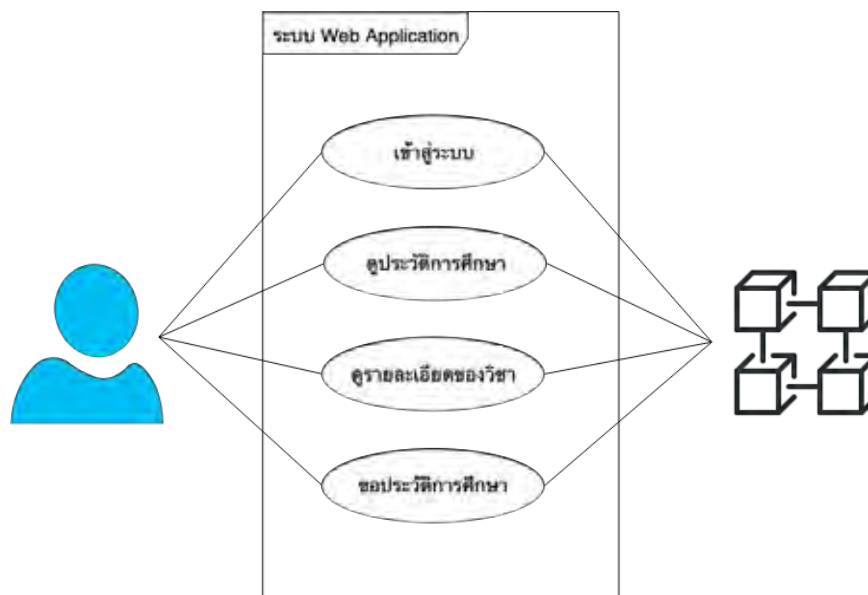 ระบบ Web Application
เข้าสู่ระบบ
ดูประวัติการศึกษา
ดูรายละเอียดของวิชา
ขอประวัติการศึกษา